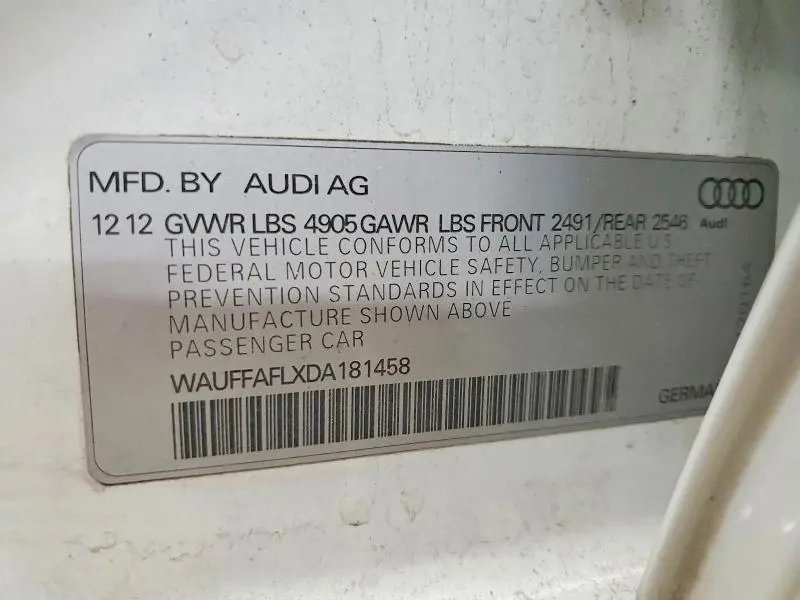 MFD. BY AUDI AG
Audi
12 12 GVWR LBS 4905 GAWR LBS FRONT 2491/REAR 2546
THIS VEHICLE CONFORMS TO ALL APPLICABLE U.S.
FEDERAL MOTOR VEHICLE SAFETY, BUMPER AND THEFT
PREVENTION STANDARDS IN EFFECT ON THE DATE OF
MANUFACTURE SHOWN ABOVE
PASSENGER CAR
WAUFFAFLXDA181458